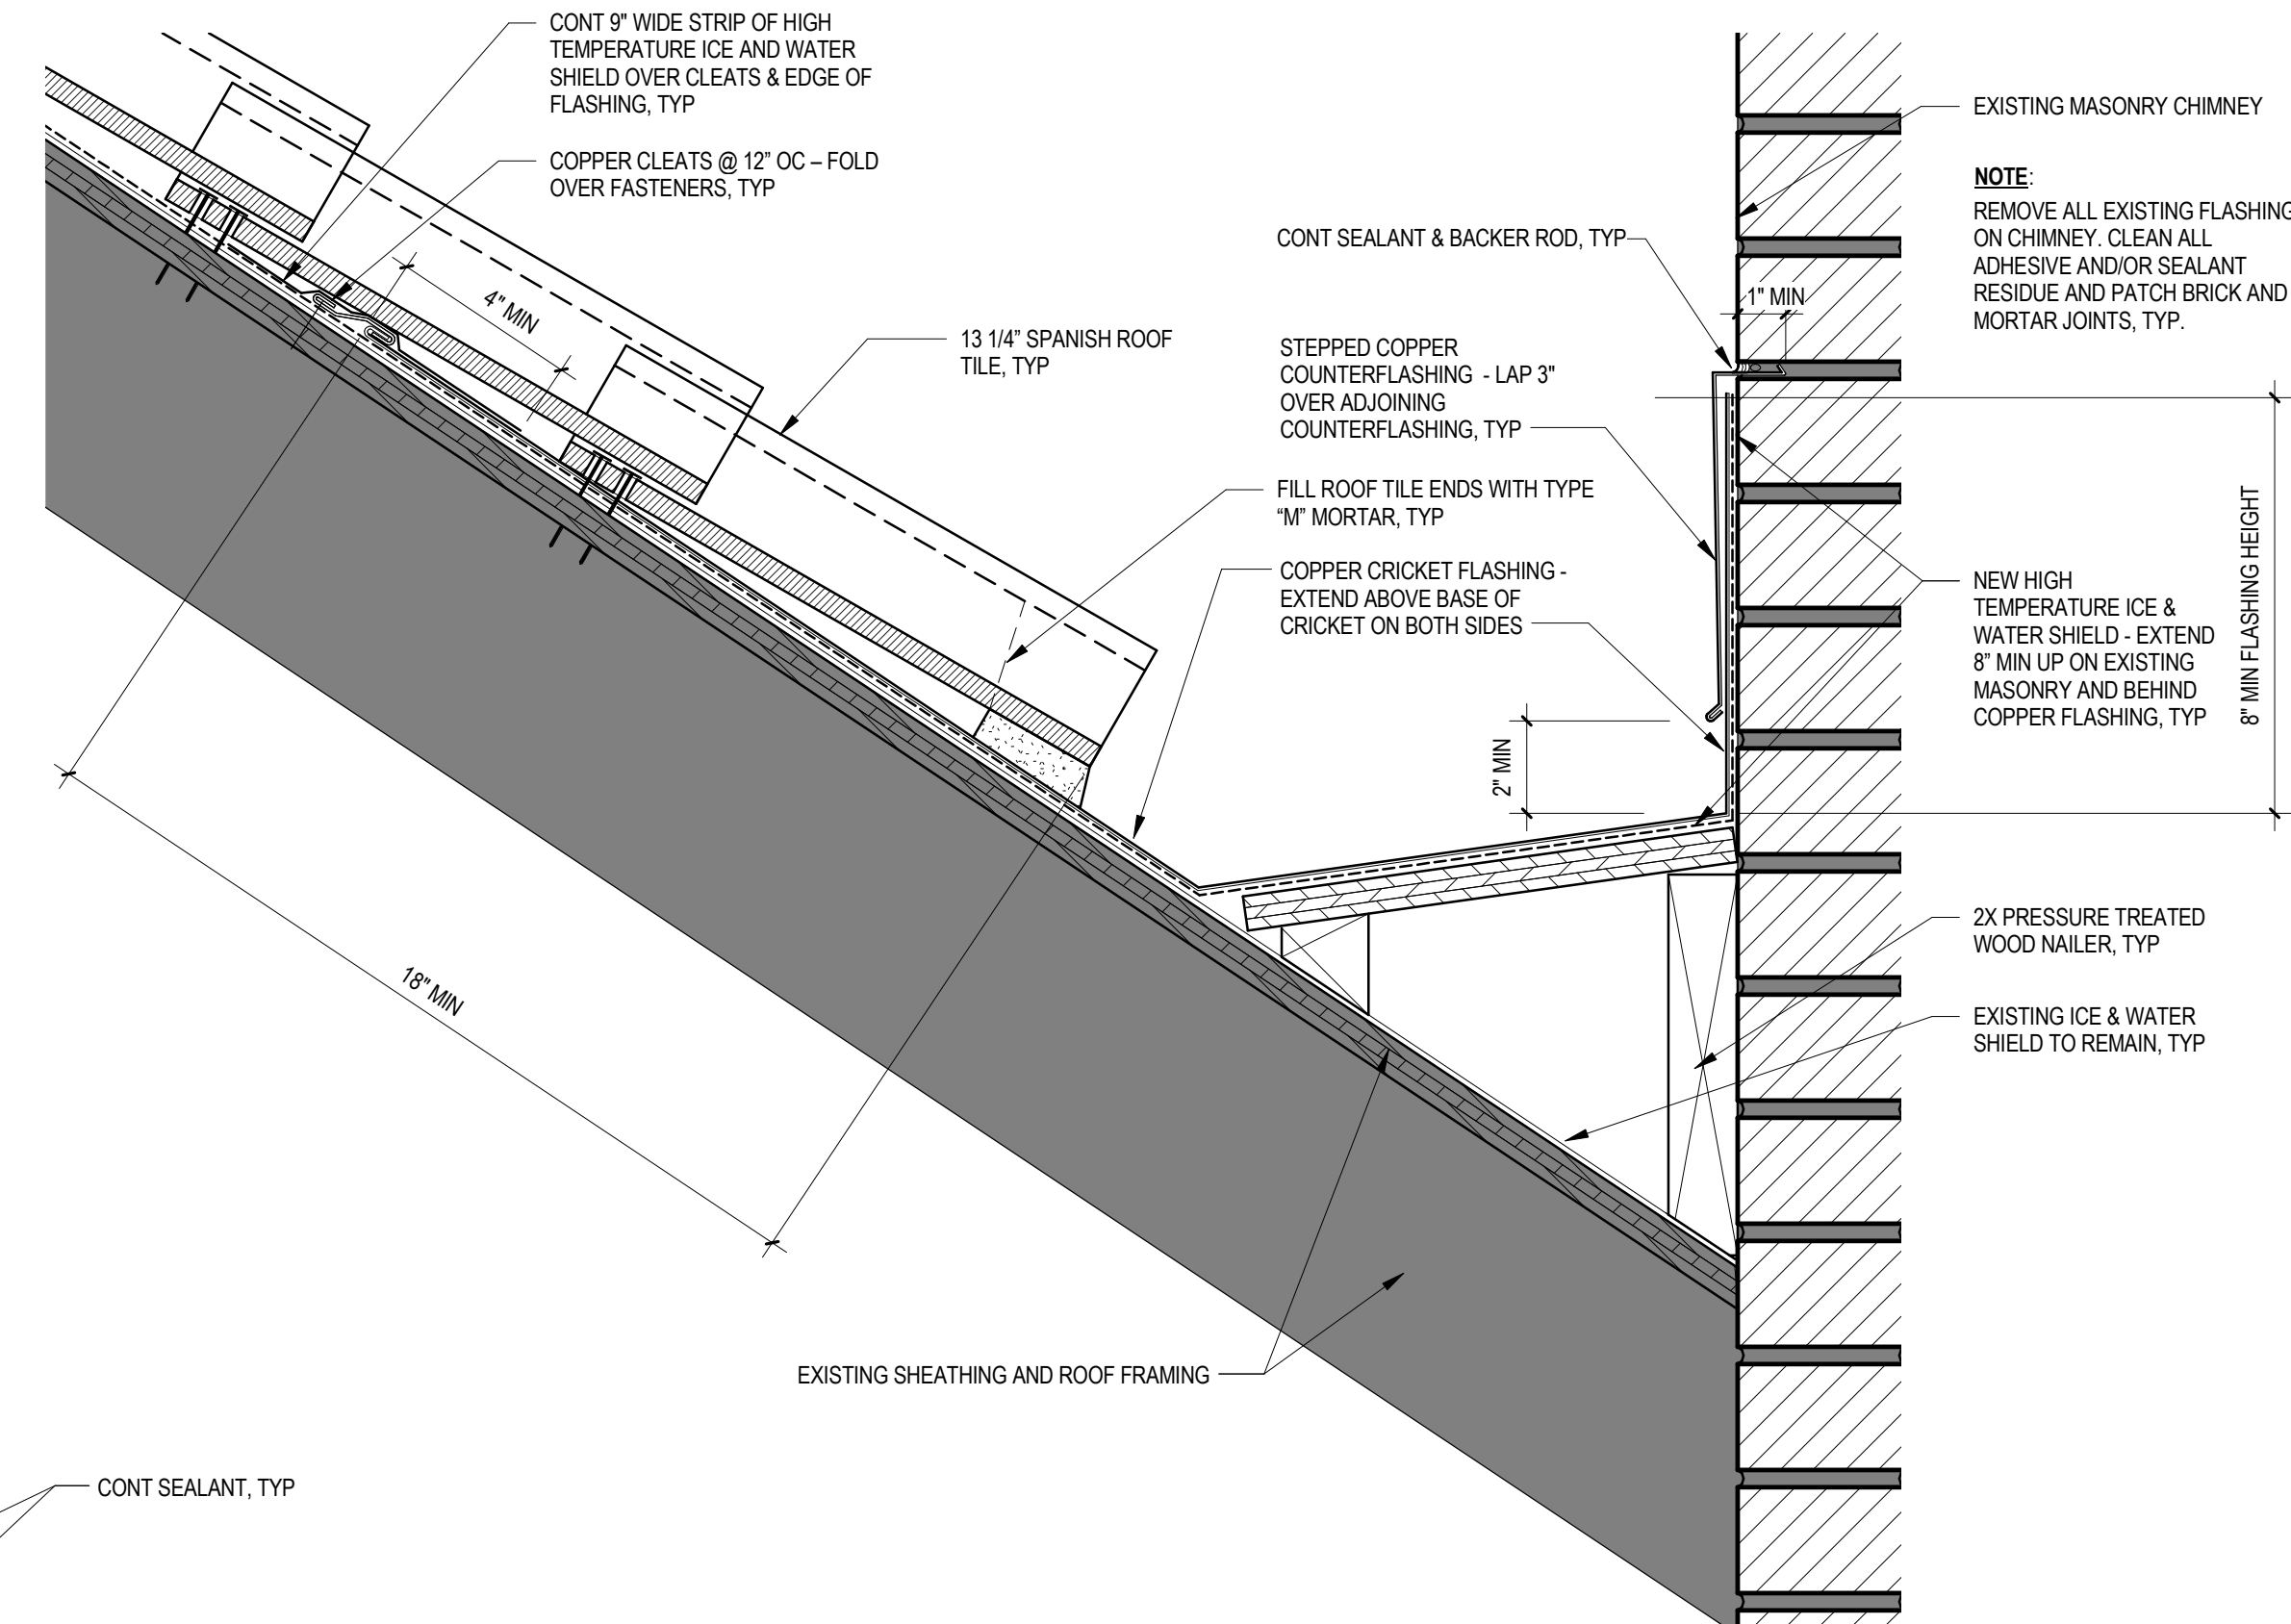 CONT 9" WIDE STRIP OF HIGH
TEMPERATURE ICE AND WATER
SHIELD OVER CLEATS & EDGE OF
FLASHING, TYP
COPPER CLEATS @ 12” OC – FOLD
OVER FASTENERS, TYP
4" MIN
13 1/4” SPANISH ROOF
TILE, TYP
CONT SEALANT & BACKER ROD, TYP
STEPPED COPPER
COUNTERFLASHING - LAP 3"
OVER ADJOINING
COUNTERFLASHING, TYP
FILL ROOF TILE ENDS WITH TYPE
“M” MORTAR, TYP
COPPER CRICKET FLASHING -
EXTEND ABOVE BASE OF
CRICKET ON BOTH SIDES
EXISTING MASONRY CHIMNEY
NOTE:
REMOVE ALL EXISTING FLASHING
ON CHIMNEY. CLEAN ALL
ADHESIVE AND/OR SEALANT
RESIDUE AND PATCH BRICK AND
MORTAR JOINTS, TYP.
1" MIN
NEW HIGH
TEMPERATURE ICE &
WATER SHIELD - EXTEND
8” MIN UP ON EXISTING
MASONRY AND BEHIND
COPPER FLASHING, TYP
8" MIN FLASHING HEIGHT
2" MIN
2X PRESSURE TREATED
WOOD NAILER, TYP
EXISTING ICE & WATER
SHIELD TO REMAIN, TYP
18" MIN
EXISTING SHEATHING AND ROOF FRAMING
CONT SEALANT, TYP